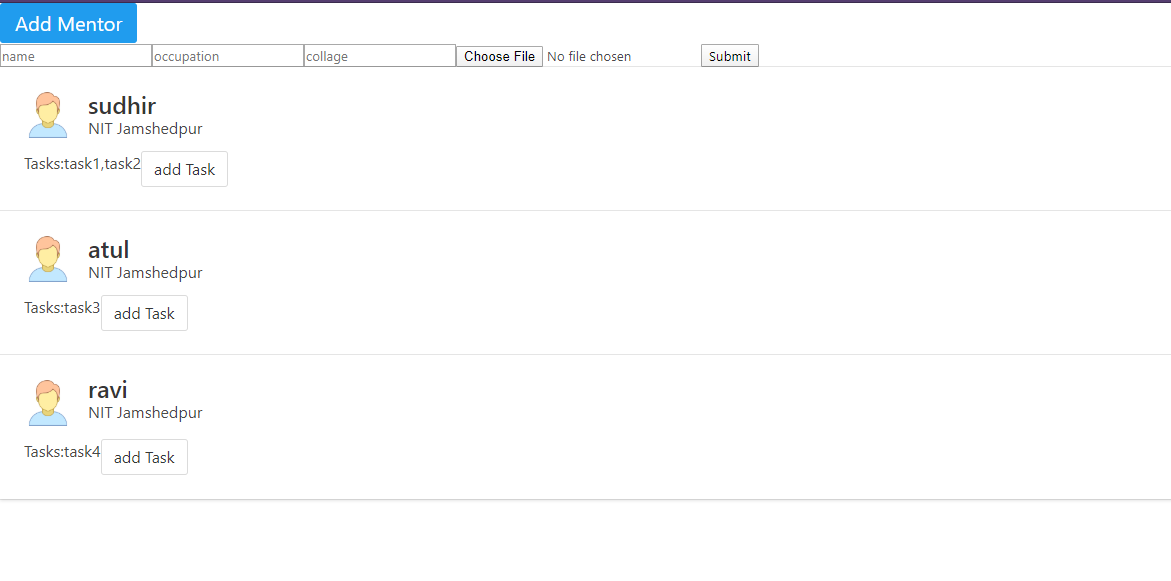 Add Mentor
name occupation collage Choose File No file chosen Submit
sudhir
NIT Jamshedpur
Tasks:task1,task2 add Task
atul
NIT Jamshedpur
Tasks:task3 add Task
ravi
NIT Jamshedpur
Tasks:task4 add Task